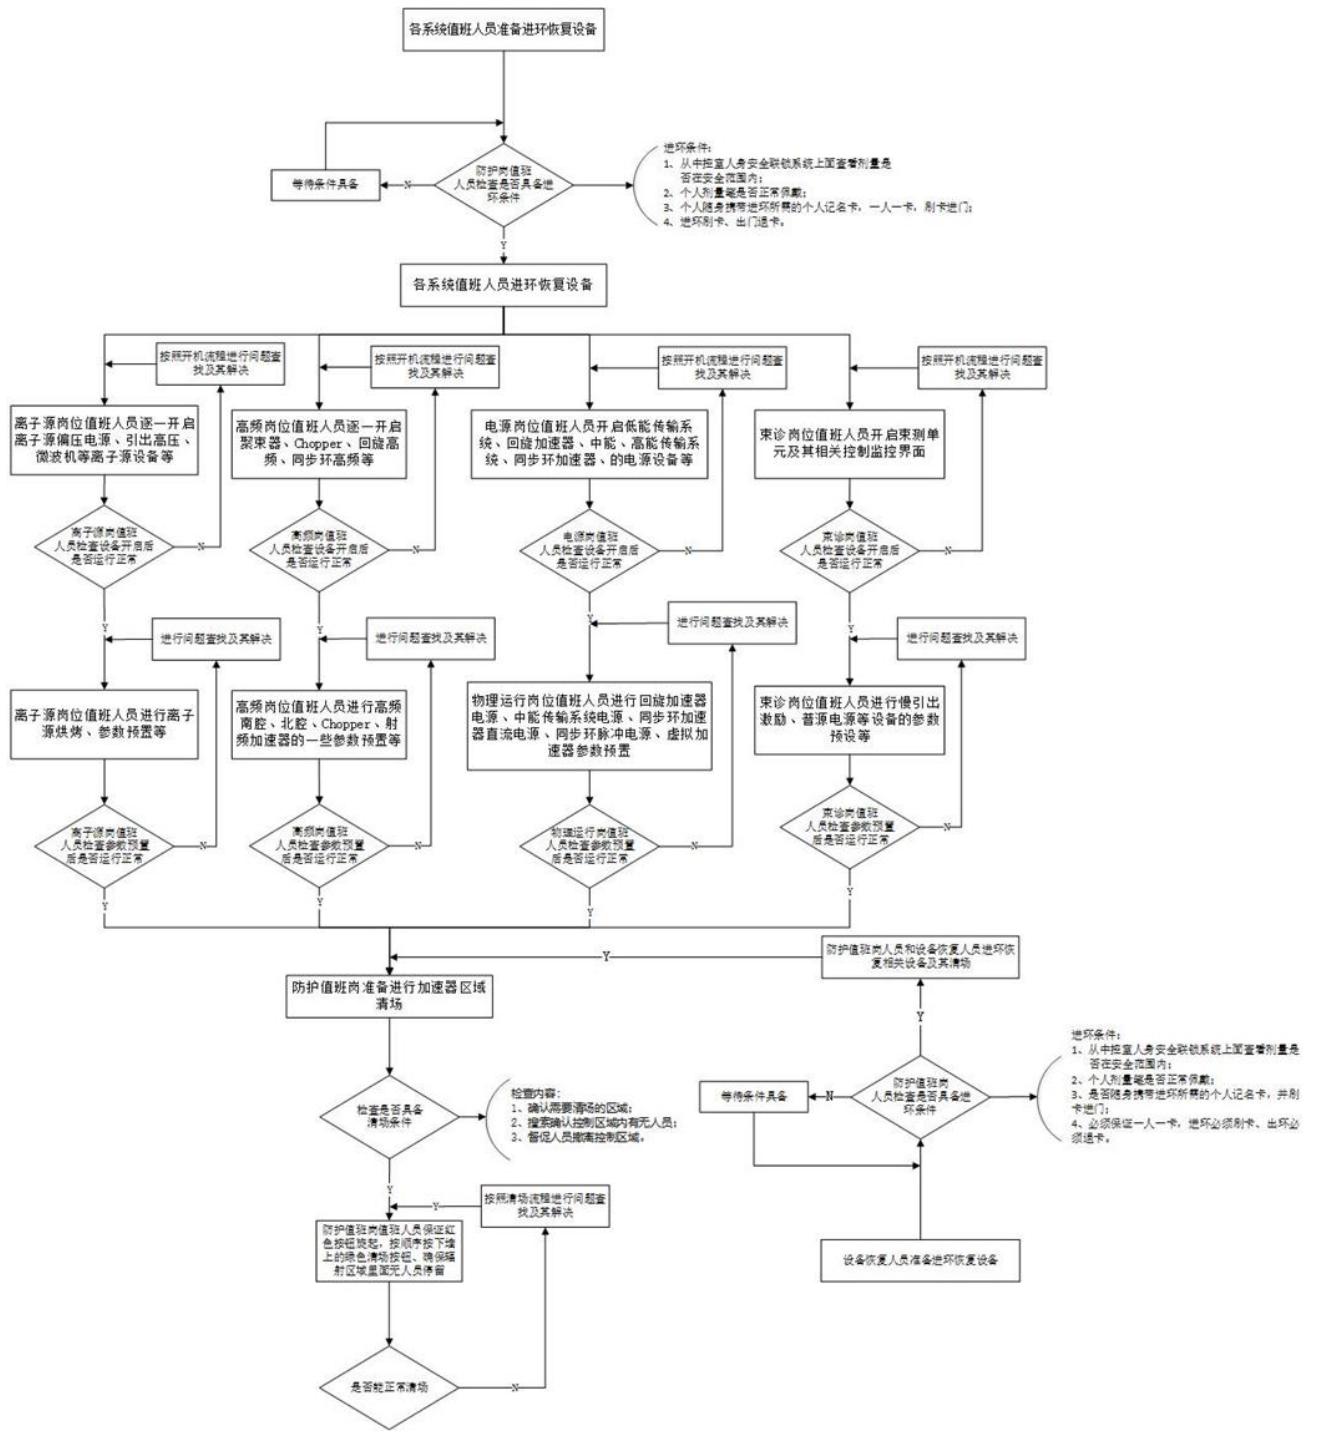 各系统值班人员准备进环恢复设备
防护岗值班
人员检查是否具备进
环条件
N
等待条件具备
进环条件：
1、从中控室人身安全联锁系统上面查看剂量是
否在安全范围内；
2、个人剂量笔是否正常佩戴；
3、个人随身携带进环所需的个人记名卡，一人一卡，刷卡进门；
4、进环刷卡、出门退卡。
Y
各系统值班人员进环恢复设备
按照开机流程进行问题查
找及其解决
按照开机流程进行问题查
找及其解决
按照开机流程进行问题查
找及其解决
按照开机流程进行问题查
找及其解决
离子源岗位值班人员逐一开启
离子源偏压电源、引出高压、
微波机等离子源设备等
高频岗位值班人员逐一开启
聚束器、Chopper、回旋高
频、同步环高频等
电源岗位值班人员开启低能传输系
统、回旋加速器、中能、高能传输系
统、同步环加速器、的电源设备等
束诊岗位值班人员开启束测单
元及其相关控制监控界面
离子源岗值班
人员检查设备开启后
是否运行正常
N
高频岗值班
人员检查设备开启后
是否运行正常
N
电源岗值班
人员检查设备开启后
是否运行正常
N
束诊岗值班
人员检查设备开启后
是否运行正常
N
Y
Y
Y
Y
进行问题查找及其解决
进行问题查找及其解决
进行问题查找及其解决
进行问题查找及其解决
离子源岗位值班人员进行离子
源烘烤、参数预置等
高频岗位值班人员进行高频
南腔、北腔、Chopper、射
频加速器的一些参数预置等
物理运行岗位值班人员进行回旋加速器
电源、中能传输系统电源、同步环加速
器直流电源、同步环脉冲电源、虚拟加
速器参数预置
束诊岗位值班人员进行慢引出
激励、普源电源等设备的参数
预设等
离子源岗值班
人员检查参数预置
后是否运行正常
N
高频岗值班
人员检查参数预置
后是否运行正常
N
物理运行岗值班
人员检查参数预置
后是否运行正常
N
束诊岗值班
人员检查参数预置
后是否运行正常
N
Y
Y
Y
Y
防护值班岗人员和设备恢复人员进环恢
复相关设备及其清场
Y
防护值班岗准备进行加速器区域
清场
Y
检查是否具备
清场条件
检查内容：
1、确认需要清场的区域；
2、搜索确认控制区域内有无人员；
3、督促人员撤离控制区域。
等待条件具备
N
防护值班岗
人员检查是否具备进
环条件
进环条件：
1、从中控室人身安全联锁系统上面查看剂量是
否在安全范围内；
2、个人剂量笔是否正常佩戴；
3、是否随身携带进环所需的个人记名卡，并刷
卡进门；
4、必须保证一人一卡，进环必须刷卡、出环必
须退卡。
Y
Y
按照清场流程进行问题查
找及其解决
防护值班岗值班人员保证红
色按钮旋起，按顺序按下墙
上的绿色清场按钮、确保辐
射区域里面无人员停留
设备恢复人员准备进环恢复设备
是否能正常清场
N